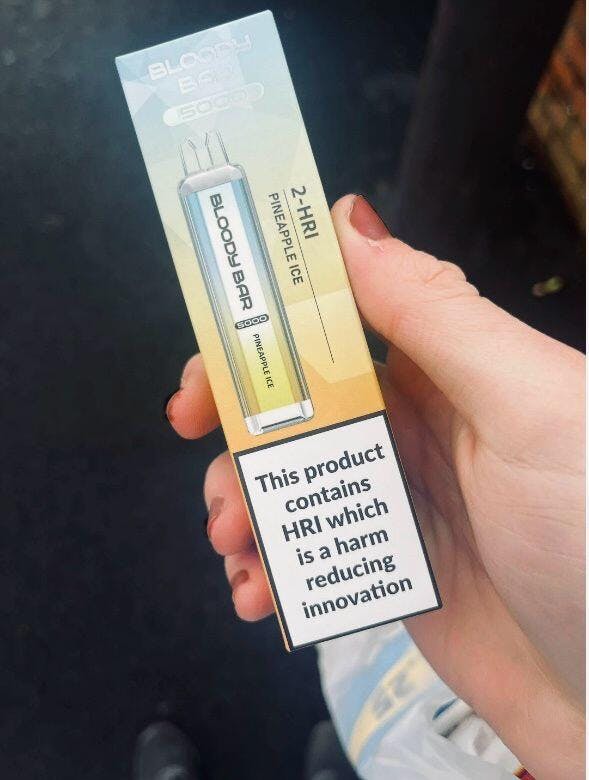 BLOODY
BAR
5000
2-HRI
PINEAPPLE ICE
BLOODY BAR
5000
PINEAPPLE ICE
This product
contains
HRI which
is a harm
reducing
innovation